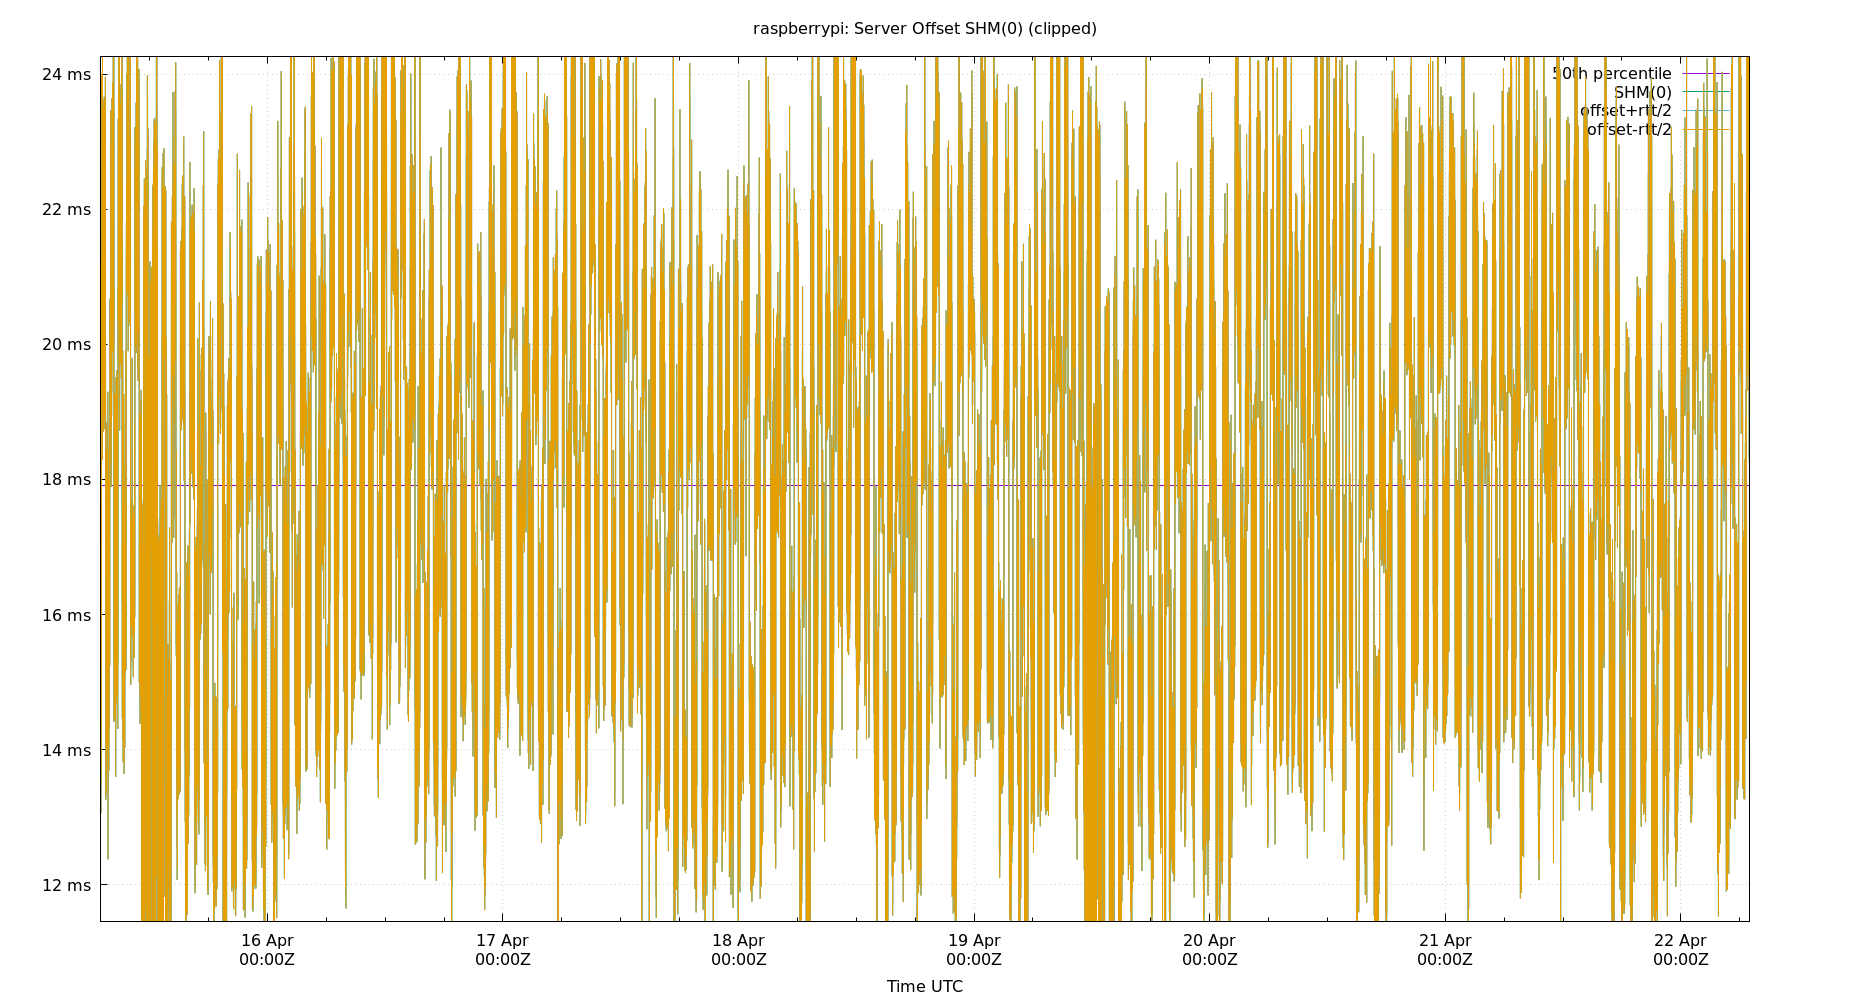 raspberrypi: Server Offset SHM(0) (clipped)
24 ms
22 ms
20 ms
18 ms
16 ms
14 ms
12 ms
50th percentile
SHM(0)
offset+rtt/2
offset-rtt/2
16 Apr
00:00Z
17 Apr
00:00Z
18 Apr
00:00Z
19 Apr
00:00Z
20 Apr
00:00Z
21 Apr
00:00Z
22 Apr
00:00Z
Time UTC